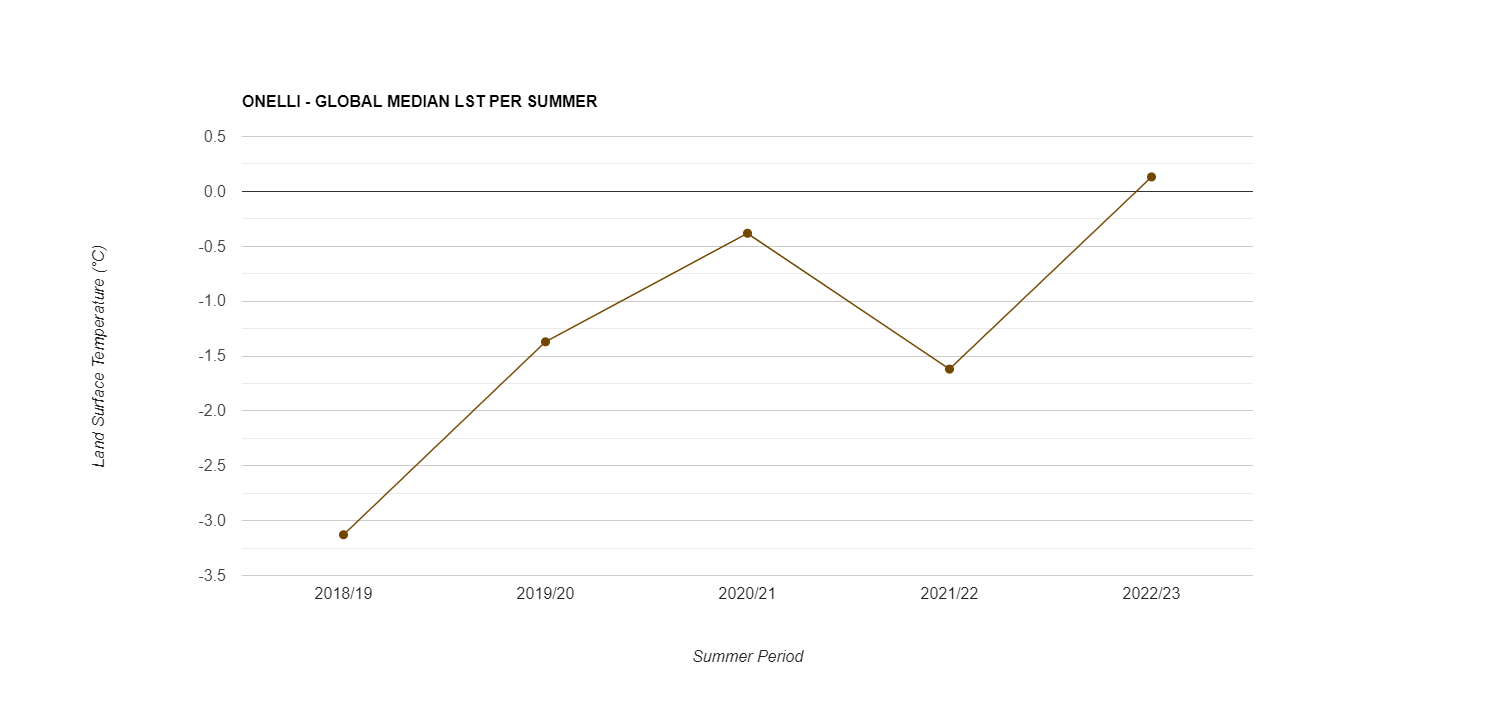 ONELLI - GLOBAL MEDIAN LST PER SUMMER
0.5
0.0
-0.5
-1.0
-1.5
-2.0
-2.5
-3.0
-3.5
Land Surface Temperature (°C)
2018/19 2019/20 2020/21 2021/22 2022/23
Summer Period